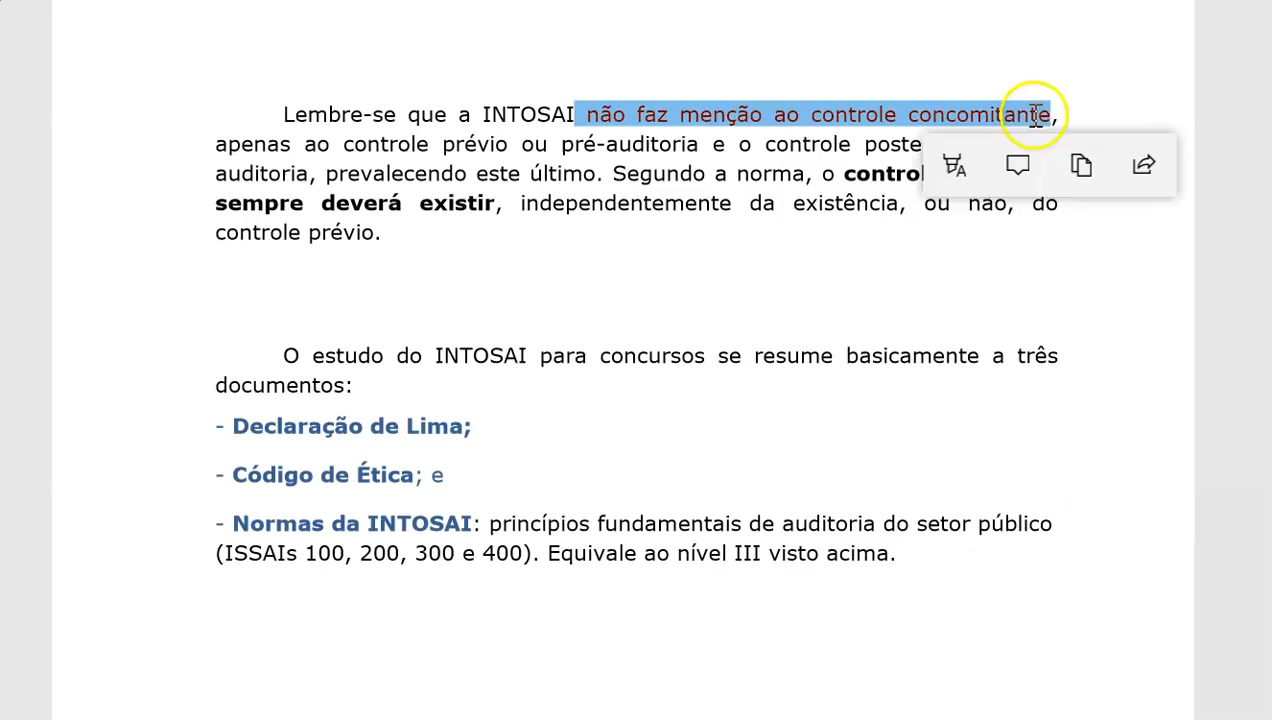 Lembre-se que a INTOSAI não faz menção ao controle concomitante,
apenas ao controle prévio ou pré-auditoria e o controle poste
auditoria, prevalecendo este último. Segundo a norma, o contro
sempre deverá existir, independentemente da existência, ou não, do
controle prévio.
O estudo do INTOSAI para concursos se resume basicamente a três
documentos:
- Declaração de Lima;
- Código de Ética; e
- Normas da INTOSAI: princípios fundamentais de auditoria do setor público
(ISSAIs 100, 200, 300 e 400). Equivale ao nível III visto acima.